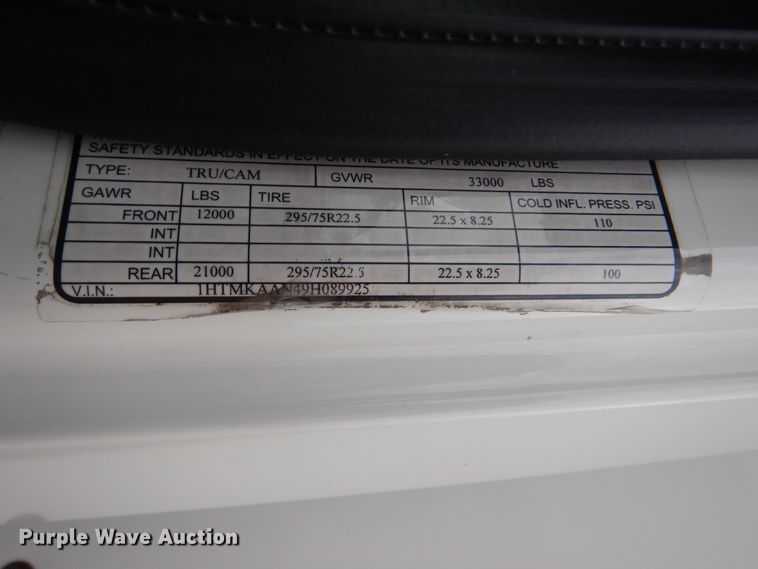 SAFETY STANDARDS IN EFFECT ON THE DATE OF ITS MANUFACTURE
TYPE: TRU/CAM GVWR 33000 LBS
GAWR LBS TIRE RIM COLD INFL. PRESS. PSI
FRONT 12000 295/75R22.5 22.5 x 8.25 110
INT
INT
REAR 21000 295/75R22.5 22.5 x 8.25 100
V.I.N.: 1HTMKAAN49H089925
Purple Wave Auction